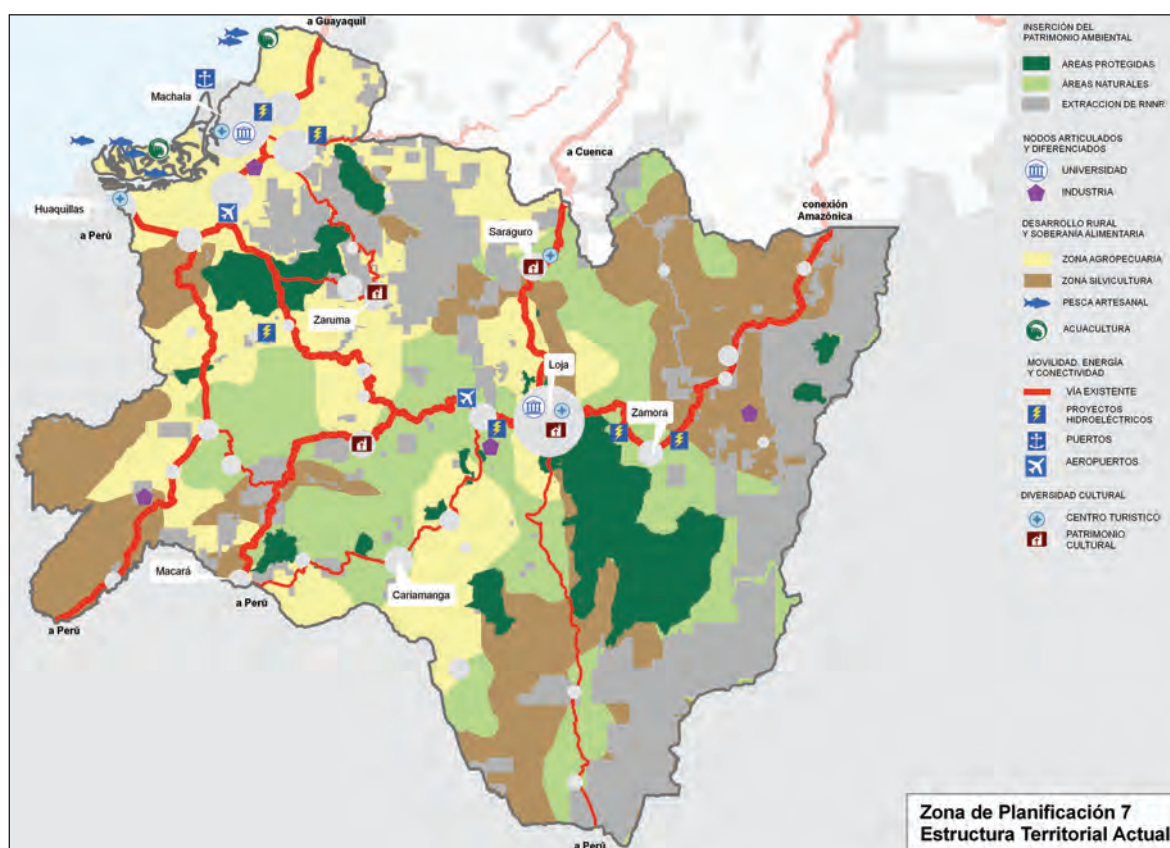 a Guayaquil
Machala
Huaquillas
a Perú
Zaruma
Saraguro
a Cuenca
conexión
Amazónica
Loja
Zamora
Macará
a Perú
Cariamanga
a Perú
a Perú
INSERCIÓN DEL
PATRIMONIO AMBIENTAL
ÁREAS PROTEGIDAS
ÁREAS NATURALES
EXTRACCION DE RNNR
NODOS ARTICULADOS
Y DIFERENCIADOS
UNIVERSIDAD
INDUSTRIA
DESARROLLO RURAL
Y SOBERANÍA ALIMENTARIA
ZONA AGROPECUARIA
ZONA SILVICULTURA
PESCA ARTESANAL
ACUACULTURA
MOVILIDAD, ENERGÍA
Y CONECTIVIDAD
VÍA EXISTENTE
PROYECTOS
HIDROELÉCTRICOS
PUERTOS
AEROPUERTOS
DIVERSIDAD CULTURAL
CENTRO TURISTICO
PATRIMONIO
CULTURAL
Zona de Planificación 7
Estructura Territorial Actual